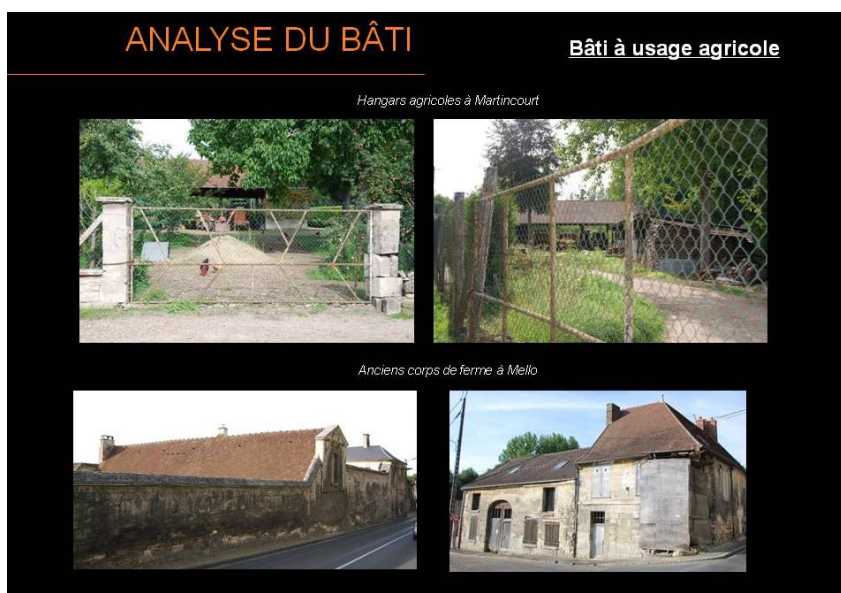 ANALYSE DU BÂTI
Bâti à usage agricole
Hangars agricoles à Martincourt
Anciens corps de ferme à Mello